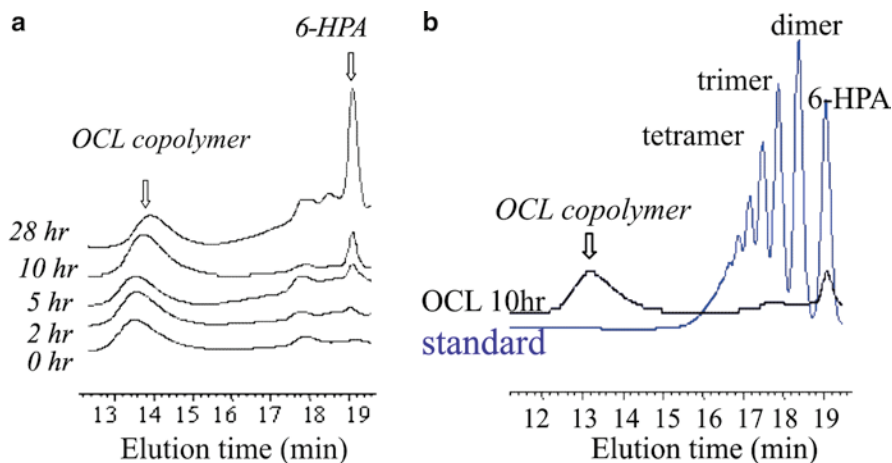 a
6-HPA
OCL copolymer
28 hr
10 hr
5 hr
2 hr
0 hr
13 14 15 16 17 18 19
Elution time (min)
b
dimer
trimer
6-HPA
tetramer
OCL copolymer
OCL 10hr
standard
12 13 14 15 16 17 18 19
Elution time (min)